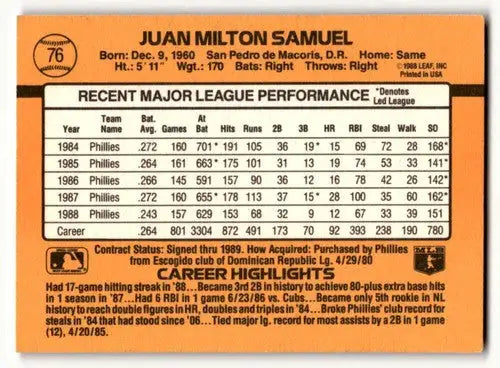 76
JUAN MILTON SAMUEL
Born: Dec. 9, 1960 San Pedro de Macoris, D.R. Home: Same
Ht.: 5' 11" Wgt.: 170 Bats: Right Throws: Right
©1988 LEAF, INC.
Printed in USA
RECENT MAJOR LEAGUE PERFORMANCE *Denotes Led League
Year Team Name Bat. Avg. Games At Bat Hits Runs 2B 3B HR RBI Steal Walk SO
1984 Phillies .272 160 701* 191 105 36 19* 15 69 72 28 168*
1985 Phillies .264 161 663* 175 101 31 13 19 74 53 33 141*
1986 Phillies .266 145 591 157 90 36 12 16 78 42 26 142*
1987 Phillies .272 160 655* 178 113 37 15* 28 100 35 60 162*
1988 Phillies .243 157 629 153 68 32 9 12 67 33 39 151
Career .264 801 3304 872 491 173 70 92 393 238 190 780
Contract Status: Signed thru 1989. How Acquired: Purchased by Phillies
from Escogido club of Dominican Republic Lg. 4/29/80
CAREER HIGHLIGHTS
Had 17-game hitting streak in '88...Became 3rd 2B in history to achieve 80-plus extra base hits
in 1 season in '87...Had 6 RBI in 1 game 6/23/86 vs. Cubs...Became only 5th rookie in NL
history to reach double figures in HR, doubles and triples in '84...Broke Phillies' club record for
steals in '84 that had stood since '06...Tied major lg. record for most assists by a 2B in 1 game
(12), 4/20/85.